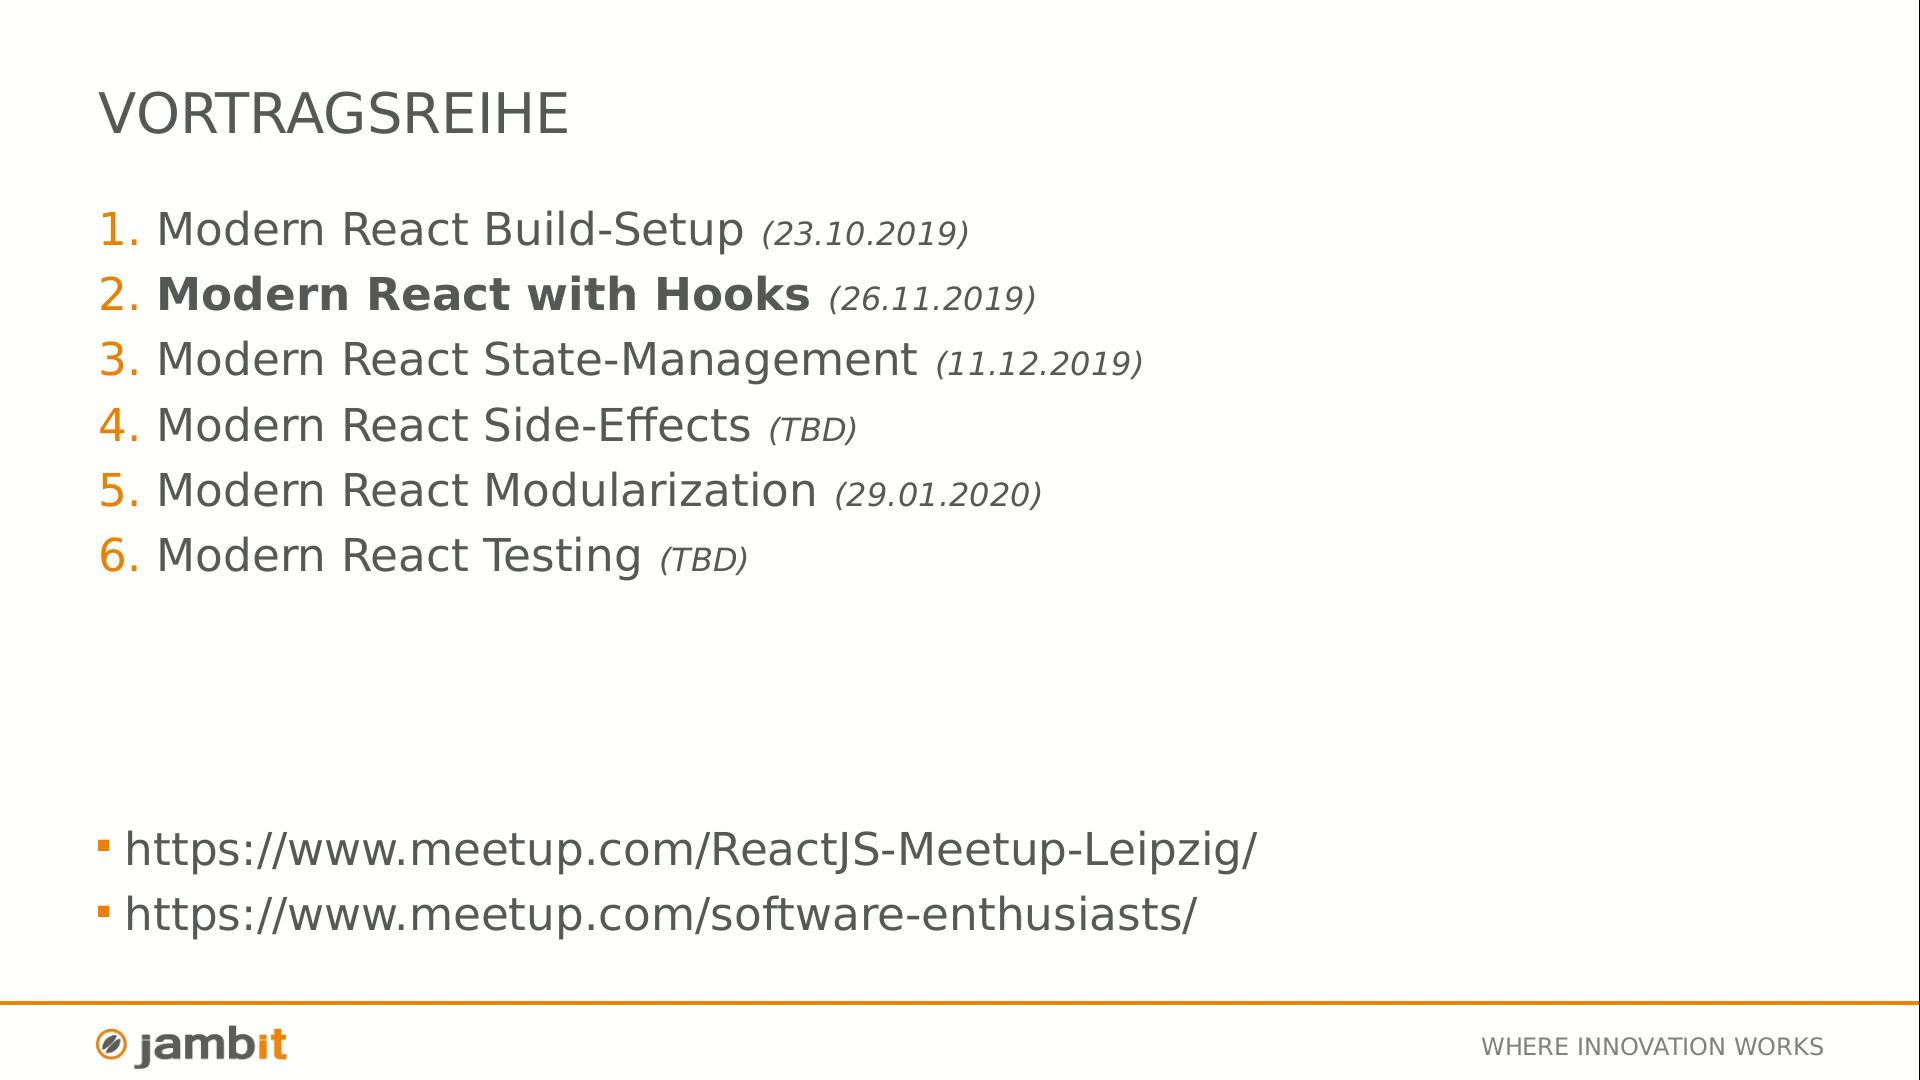 VORTRAGSREIHE
1. Modern React Build-Setup (23.10.2019)
2. Modern React with Hooks (26.11.2019)
3. Modern React State-Management (11.12.2019)
4. Modern React Side-Effects (TBD)
5. Modern React Modularization (29.01.2020)
6. Modern React Testing (TBD)
https://www.meetup.com/ReactJS-Meetup-Leipzig/
https://www.meetup.com/software-enthusiasts/
jambit
WHERE INNOVATION WORKS